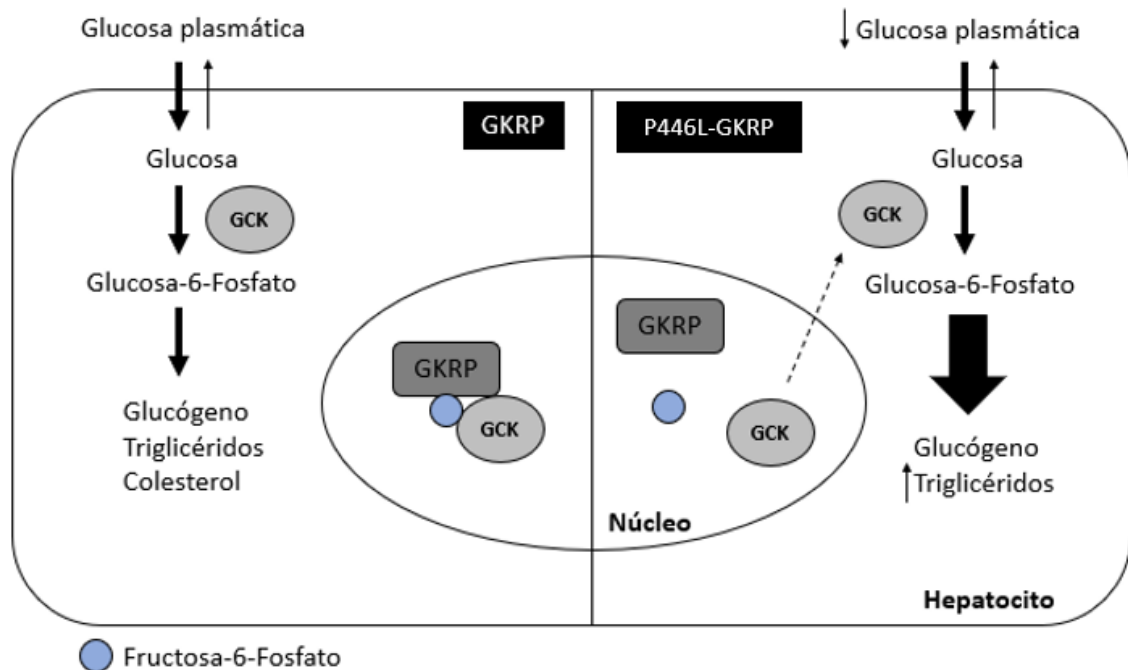 Glucosa plasmática
Glucosa
GCK
Glucosa-6-Fosfato
Glucógeno
Triglicéridos
Colesterol
GKRP
GKRP
GCK
P446L-GKRP
GKRP
GCK
Núcleo
Glucosa plasmática
Glucosa
GCK
Glucosa-6-Fosfato
Glucógeno
Triglicéridos
Hepatocito
Fructosa-6-Fosfato